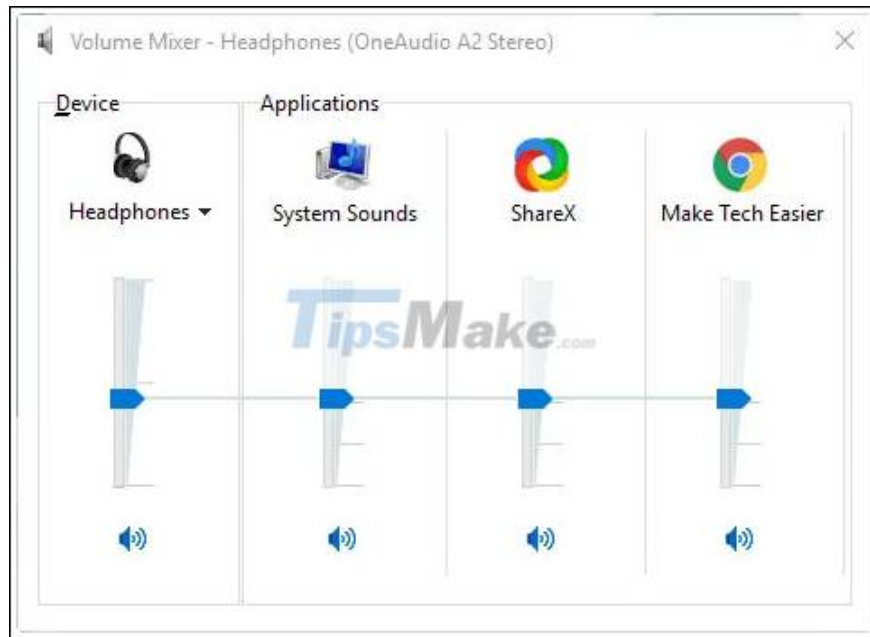 Volume Mixer - Headphones (OneAudio A2 Stereo)
Device
Applications
Headphones
System Sounds
ShareX
Make Tech Easier
TipsMake.com